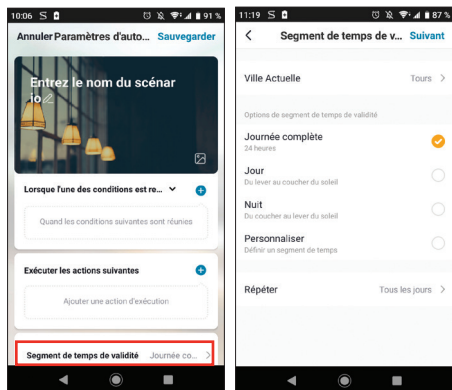 10:06 S 91 %
Annuler Paramètres d'auto... Sauvegarder
Entrez le nom du scénar
io
Lorsque l'une des conditions est re...
Quand les conditions suivantes sont réunies
Exécuter les actions suivantes
Ajouter une action d'exécution
Segment de temps de validité Journée co...
11:19 S 87 %
Segment de temps de v... Suivant
Ville Actuelle Tours
Options de segment de temps de validité
Journée complète
24 heures
Jour
Du lever au coucher du soleil
Nuit
Du coucher au lever du soleil
Personnaliser
Définir un segment de temps
Répéter Tous les jours